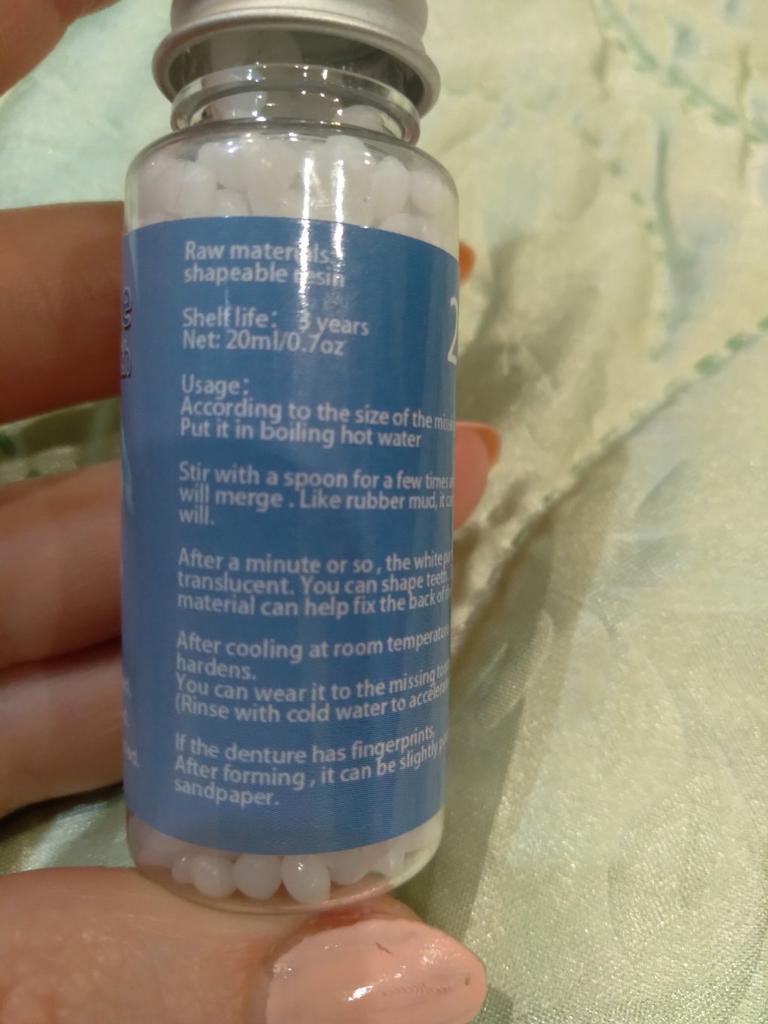 Raw materials:
shapeable resin
Shelf life: 3 years
Net: 20ml/0.7oz
2
Usage:
According to the size of the
Put it in boiling hot water
Stir with a spoon for a few times
will merge . Like rubber mud, it
will.
After a minute or so , the white
translucent. You can shape teeth.
material can help fix the back of
After cooling at room temperature
hardens.
You can wear it to the missing
(Rinse with cold water to
If the denture has fingerprints,
After forming , it can be slightly
sandpaper.